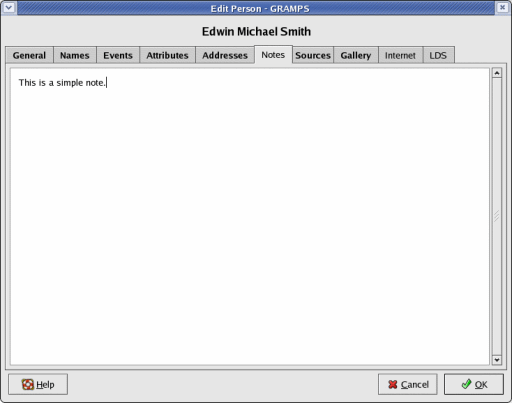 Edit Person - GRAMPS
Edwin Michael Smith
General Names Events Attributes Addresses Notes Sources Gallery Internet LDS
This is a simple note.
Help Cancel OK